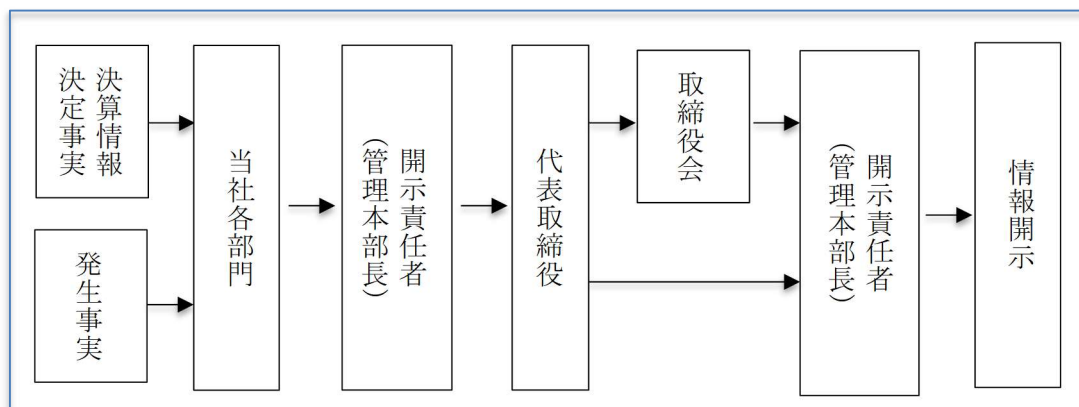 決算情報
決定事実
発生事実
当社各部門
開示責任者
(管理本部長)
代表取締役
取締役会
開示責任者
(管理本部長)
情報開示